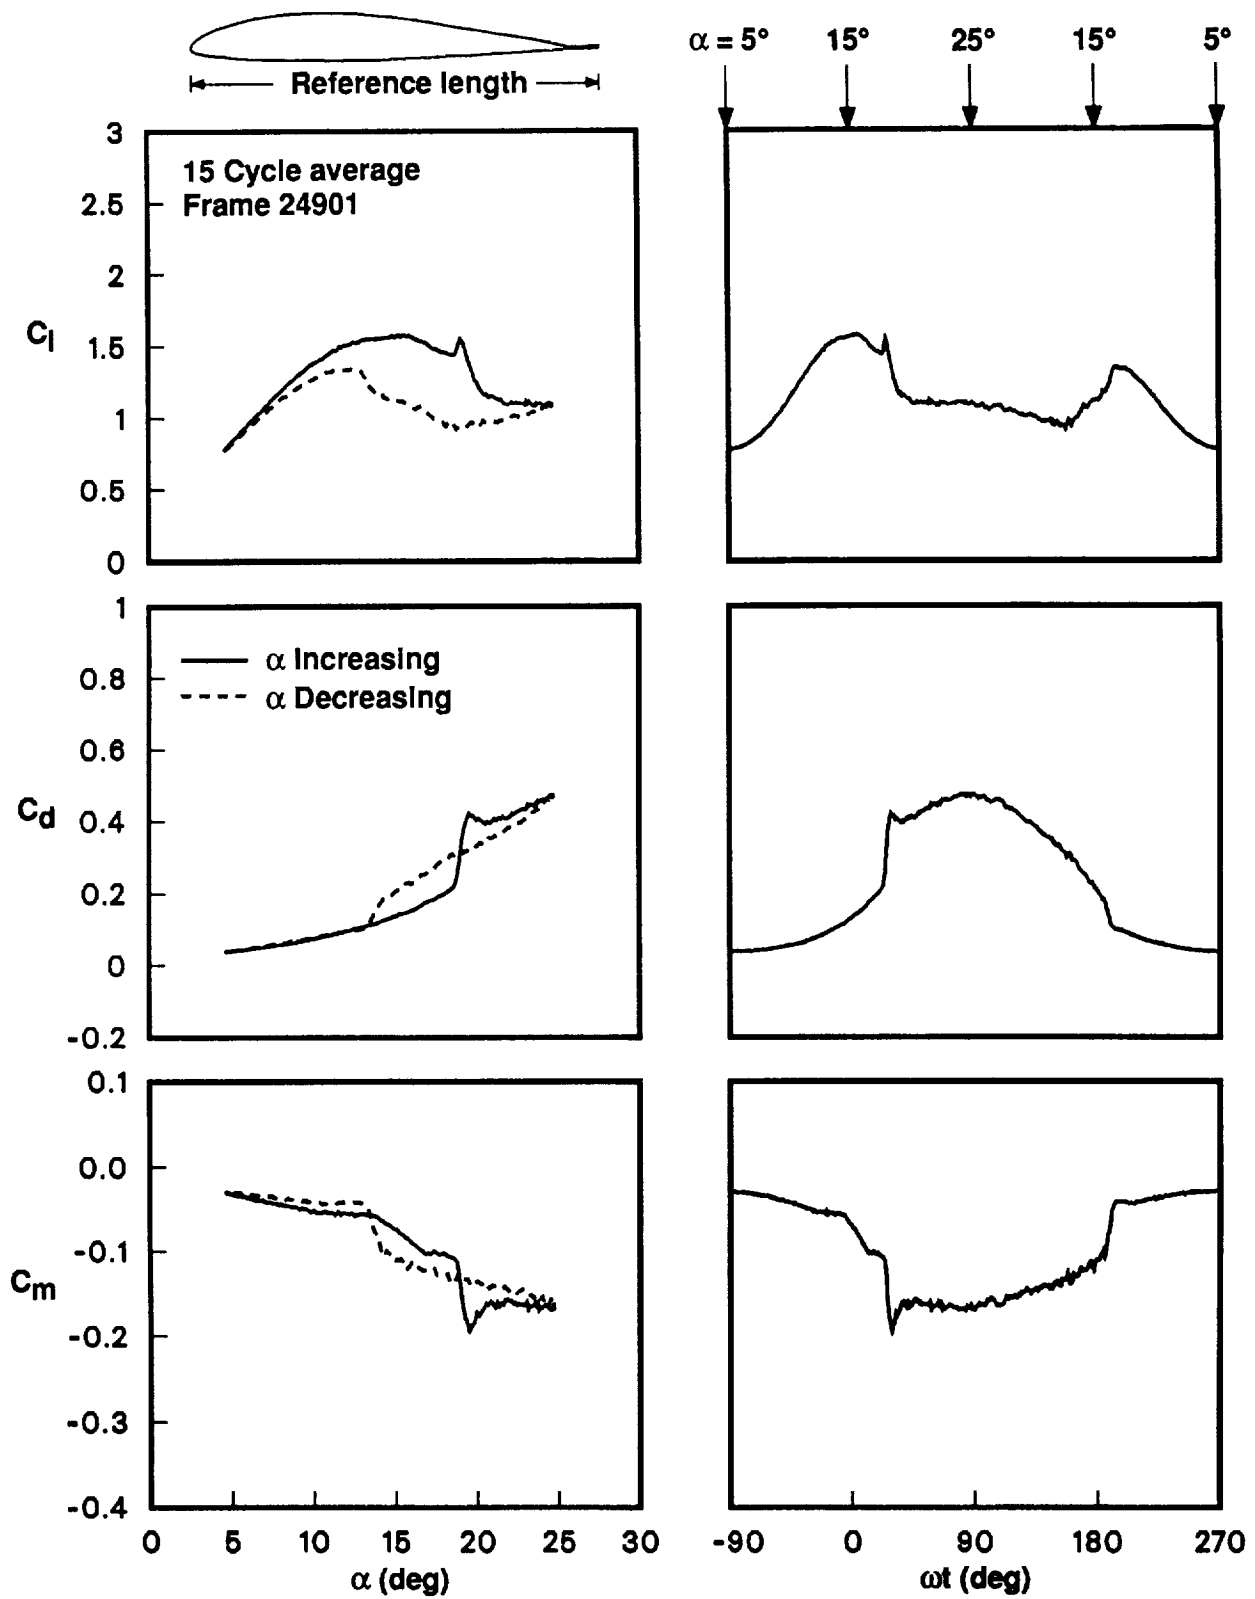 α = 5° 15° 25° 15° 5°
Reference length
15 Cycle average
Frame 24901
3
2.5
2
1.5
1
0.5
0
Cl
1
0.8
0.6
0.4
0.2
0
-0.2
Cd
α Increasing
α Decreasing
0.1
0.0
-0.1
-0.2
-0.3
-0.4
Cm
0 5 10 15 20 25 30
α (deg)
-90 0 90 180 270
ωt (deg)